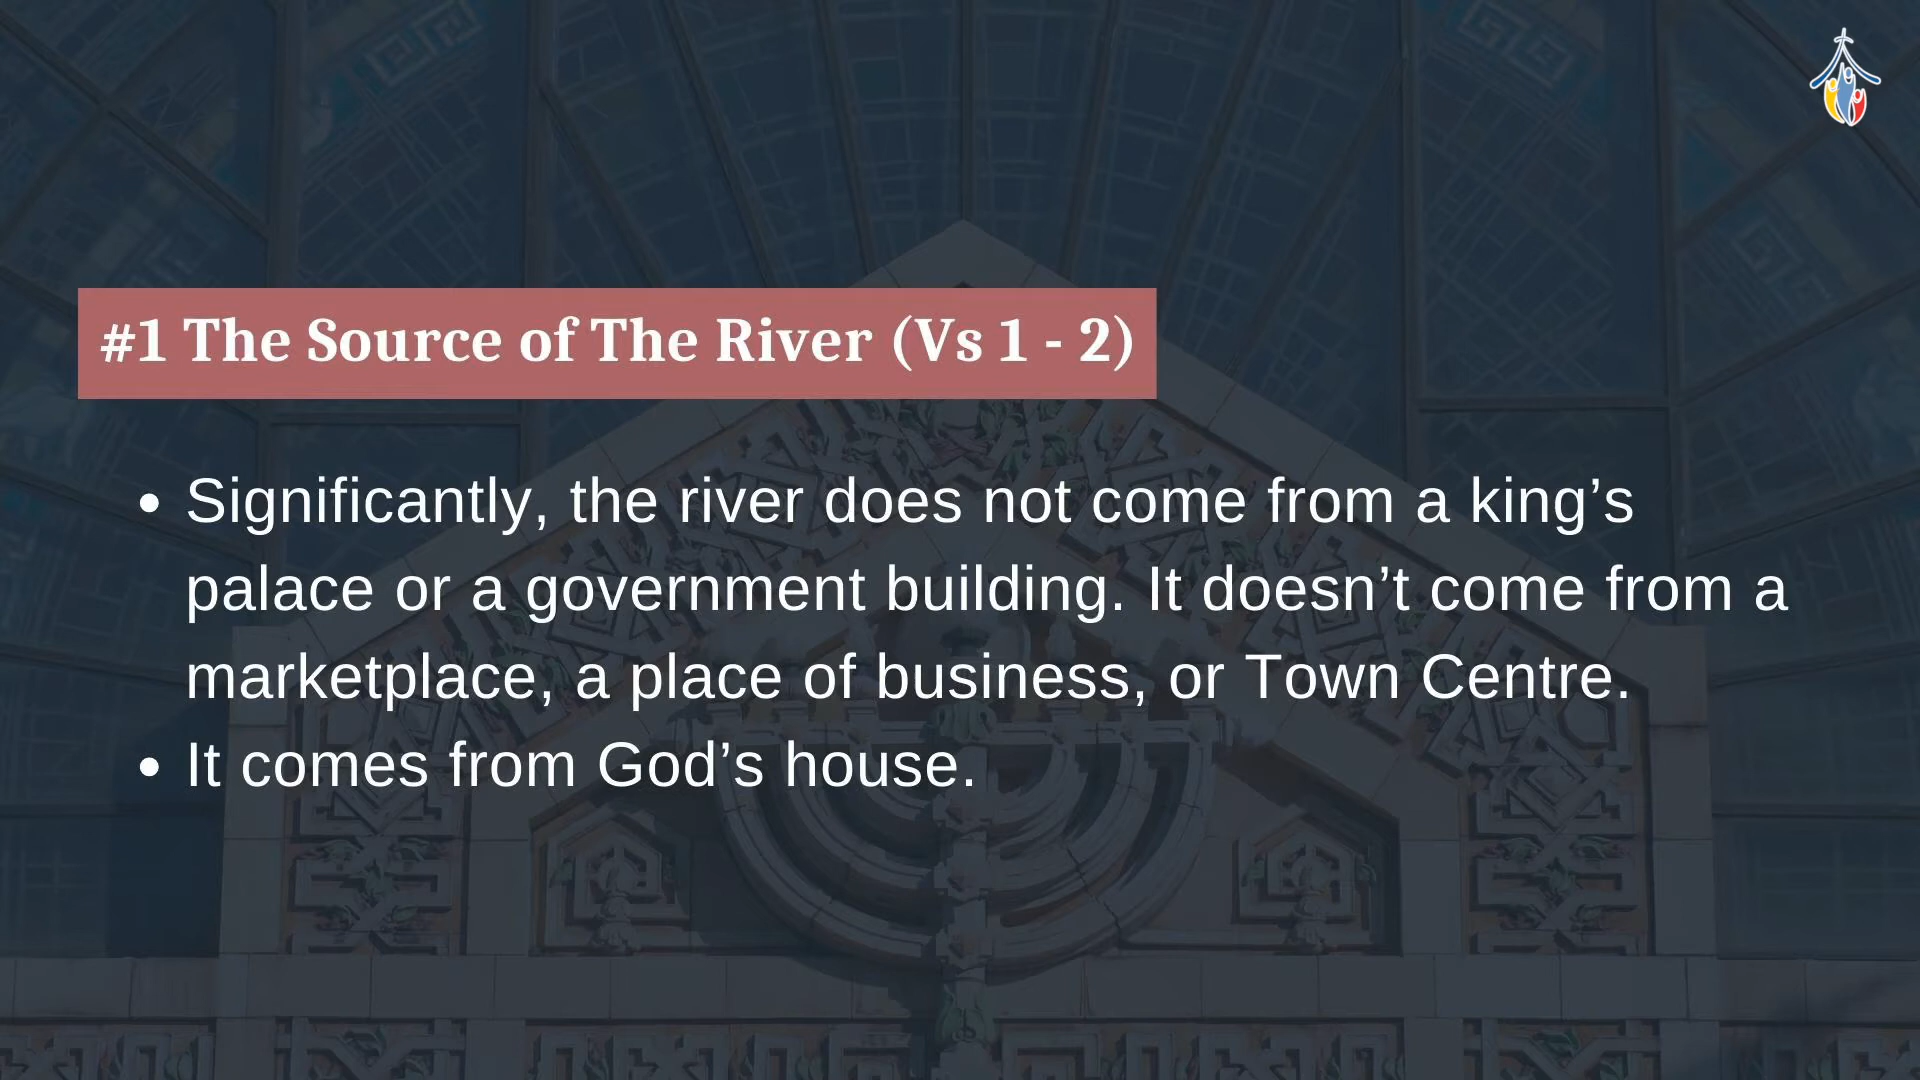 #1 The Source of The River (Vs 1 - 2)
• Significantly, the river does not come from a king’s
palace or a government building. It doesn’t come from a
marketplace, a place of business, or Town Centre.
• It comes from God’s house.